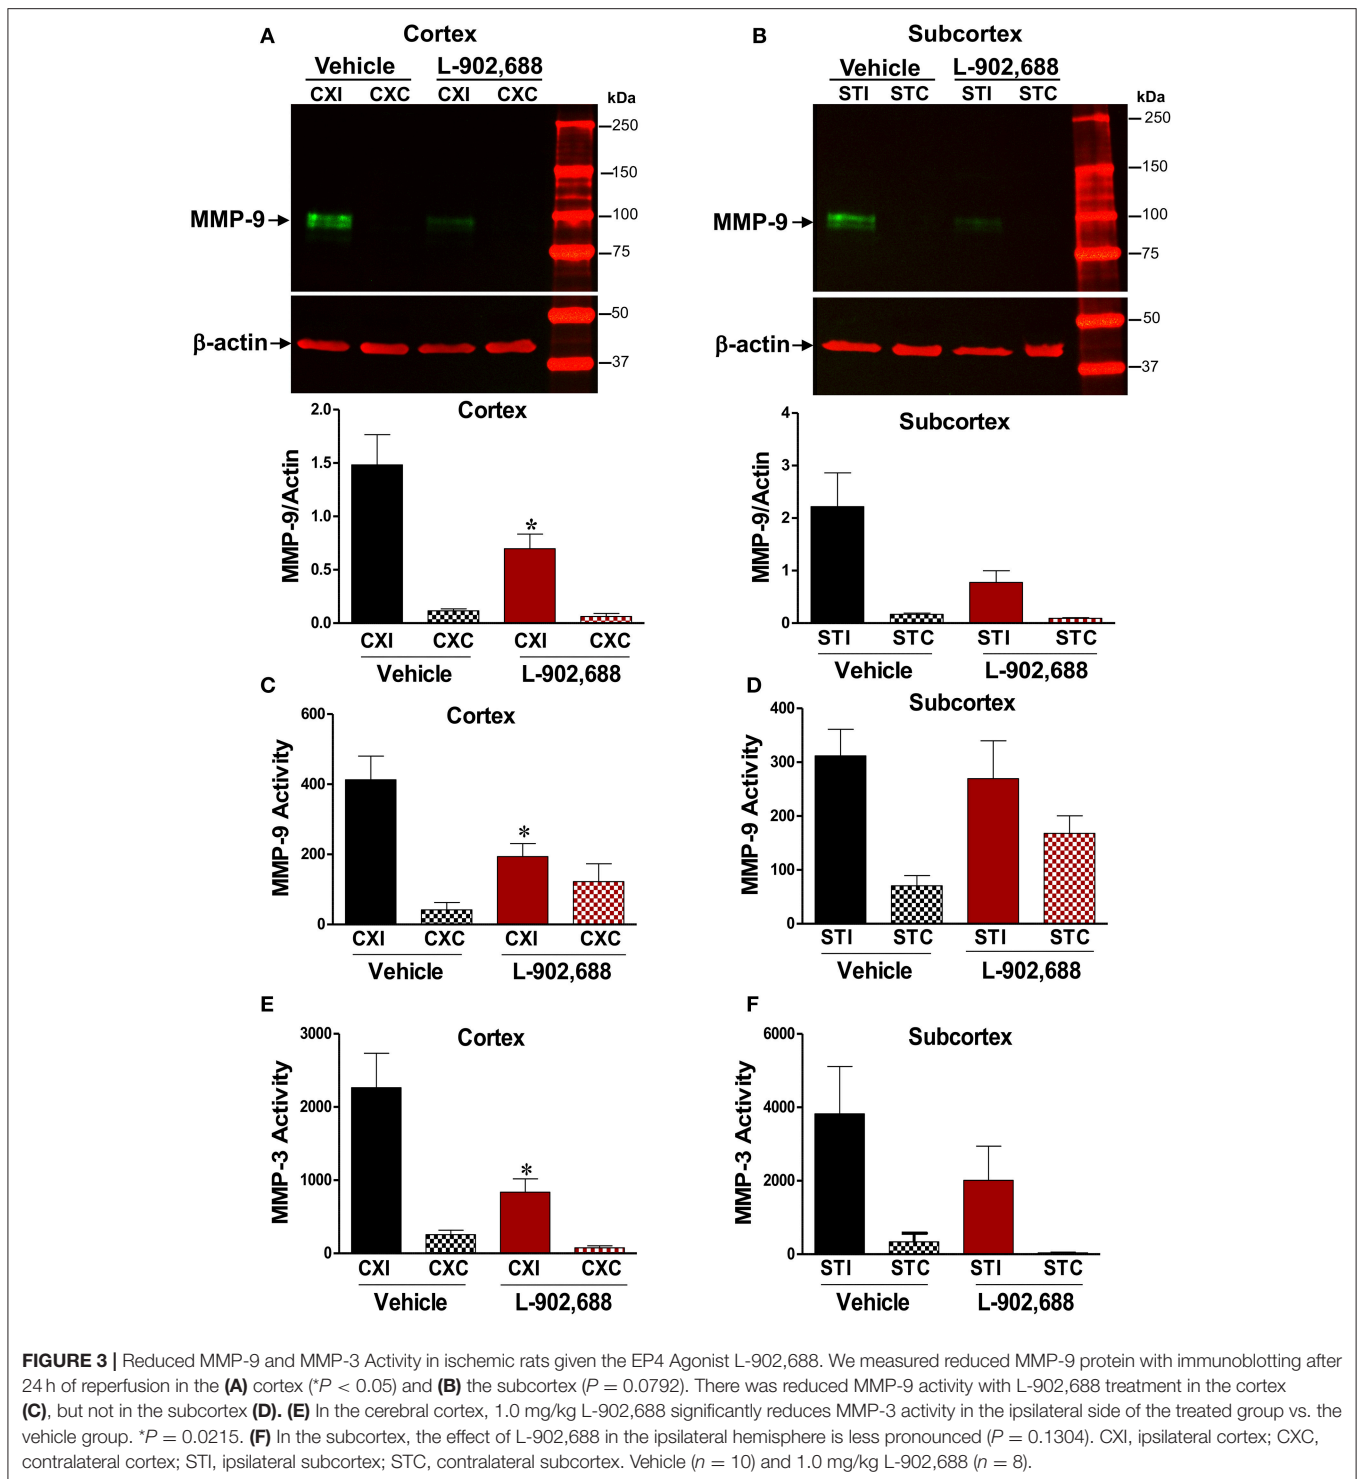 A
Cortex
Vehicle L-902,688
CXI CXC CXI CXC
kDa
250
150
MMP-9
100
75
50
β-actin
37
B
Subcortex
Vehicle L-902,688
STI STC STI STC
kDa
250
150
MMP-9
100
75
50
β-actin
37
Cortex
MMP-9/Actin
2.0
1.5
1.0
0.5
0.0
*
CXI CXC CXI CXC
Vehicle L-902,688
Subcortex
MMP-9/Actin
4
3
2
1
0
STI STC STI STC
Vehicle L-902,688
C
Cortex
MMP-9 Activity
600
400
200
0
*
CXI CXC CXI CXC
Vehicle L-902,688
D
Subcortex
MMP-9 Activity
400
300
200
100
0
STI STC STI STC
Vehicle L-902,688
E
Cortex
MMP-3 Activity
3000
2000
1000
0
*
CXI CXC CXI CXC
Vehicle L-902,688
F
Subcortex
MMP-3 Activity
6000
4000
2000
0
STI STC STI STC
Vehicle L-902,688
FIGURE 3 | Reduced MMP-9 and MMP-3 Activity in ischemic rats given the EP4 Agonist L-902,688. We measured reduced MMP-9 protein with immunoblotting after
24 h of reperfusion in the (A) cortex (*P < 0.05) and (B) the subcortex (P = 0.0792). There was reduced MMP-9 activity with L-902,688 treatment in the cortex
(C), but not in the subcortex (D). (E) In the cerebral cortex, 1.0 mg/kg L-902,688 significantly reduces MMP-3 activity in the ipsilateral side of the treated group vs. the
vehicle group. *P = 0.0215. (F) In the subcortex, the effect of L-902,688 in the ipsilateral hemisphere is less pronounced (P = 0.1304). CXI, ipsilateral cortex; CXC,
contralateral cortex; STI, ipsilateral subcortex; STC, contralateral subcortex. Vehicle (n = 10) and 1.0 mg/kg L-902,688 (n = 8).